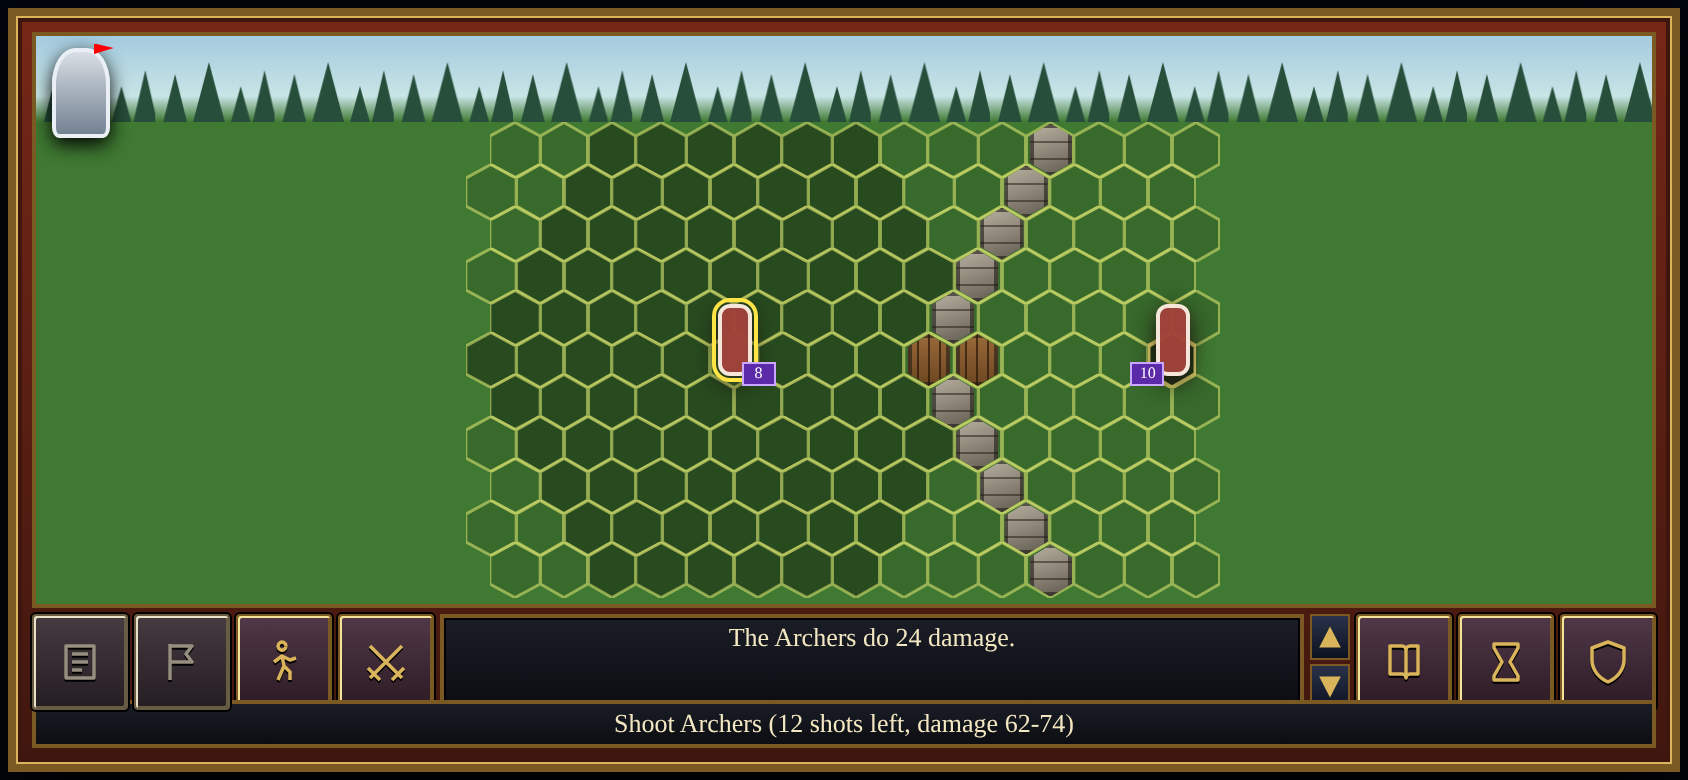 8
10
The Archers do 24 damage.
Shoot Archers (12 shots left, damage 62-74)